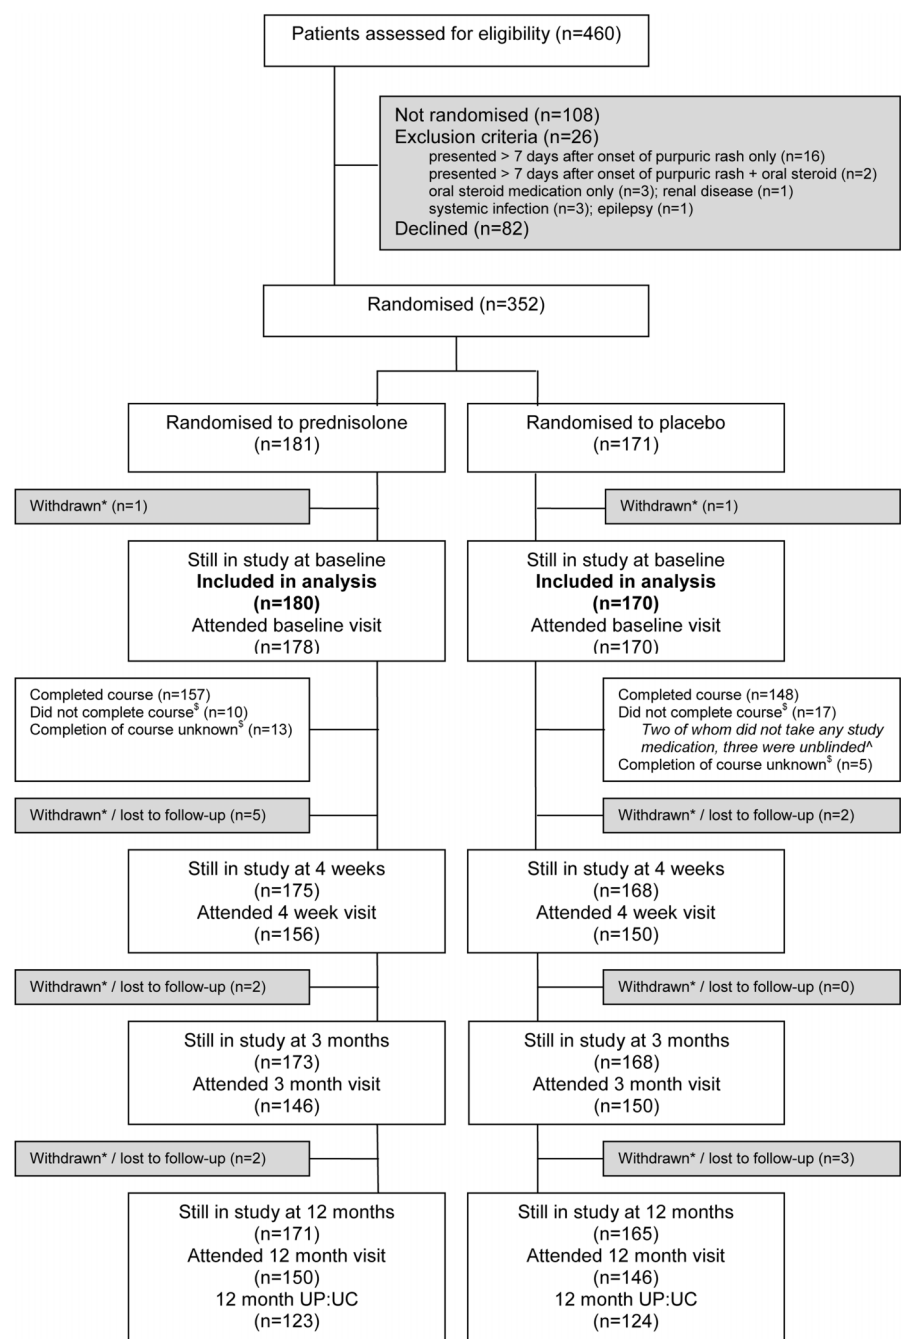 Patients assessed for eligibility (n=460)
Not randomised (n=108)
Exclusion criteria (n=26)
presented > 7 days after onset of purpuric rash only (n=16)
presented > 7 days after onset of purpuric rash + oral steroid (n=2)
oral steroid medication only (n=3); renal disease (n=1)
systemic infection (n=3); epilepsy (n=1)
Declined (n=82)
Randomised (n=352)
Randomised to prednisolone
(n=181)
Randomised to placebo
(n=171)
Withdrawn* (n=1)
Withdrawn* (n=1)
Still in study at baseline
Included in analysis
(n=180)
Attended baseline visit
(n=178)
Still in study at baseline
Included in analysis
(n=170)
Attended baseline visit
(n=170)
Completed course (n=157)
Did not complete course$ (n=10)
Completion of course unknown$ (n=13)
Completed course (n=148)
Did not complete course$ (n=17)
Two of whom did not take any study
medication, three were unblinded^
Completion of course unknown$ (n=5)
Withdrawn* / lost to follow-up (n=5)
Withdrawn* / lost to follow-up (n=2)
Still in study at 4 weeks
(n=175)
Attended 4 week visit
(n=156)
Still in study at 4 weeks
(n=168)
Attended 4 week visit
(n=150)
Withdrawn* / lost to follow-up (n=2)
Withdrawn* / lost to follow-up (n=0)
Still in study at 3 months
(n=173)
Attended 3 month visit
(n=146)
Still in study at 3 months
(n=168)
Attended 3 month visit
(n=150)
Withdrawn* / lost to follow-up (n=2)
Withdrawn* / lost to follow-up (n=3)
Still in study at 12 months
(n=171)
Attended 12 month visit
(n=150)
12 month UP:UC
(n=123)
Still in study at 12 months
(n=165)
Attended 12 month visit
(n=146)
12 month UP:UC
(n=124)